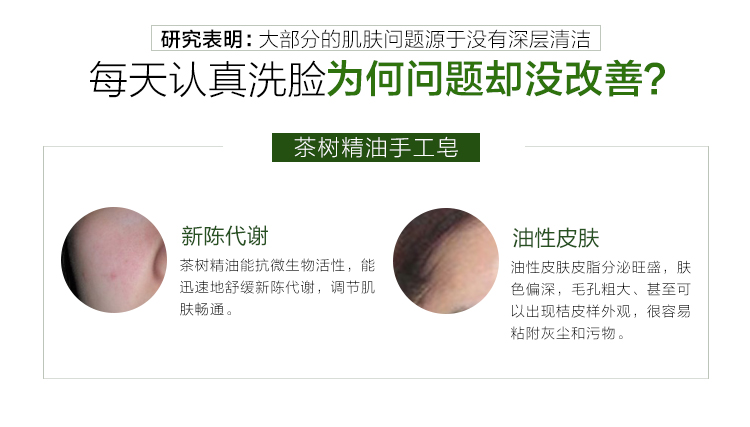 研究表明：大部分的肌肤问题源于没有深层清洁
每天认真洗脸为何问题却没改善?
茶树精油手工皂
新陈代谢
茶树精油能抗微生物活性，能
迅速地舒缓新陈代谢，调节肌
肤畅通。
油性皮肤
油性皮肤皮脂分泌旺盛，肤
色偏深，毛孔粗大、甚至可
以出现桔皮样外观，很容易
粘附灰尘和污物。